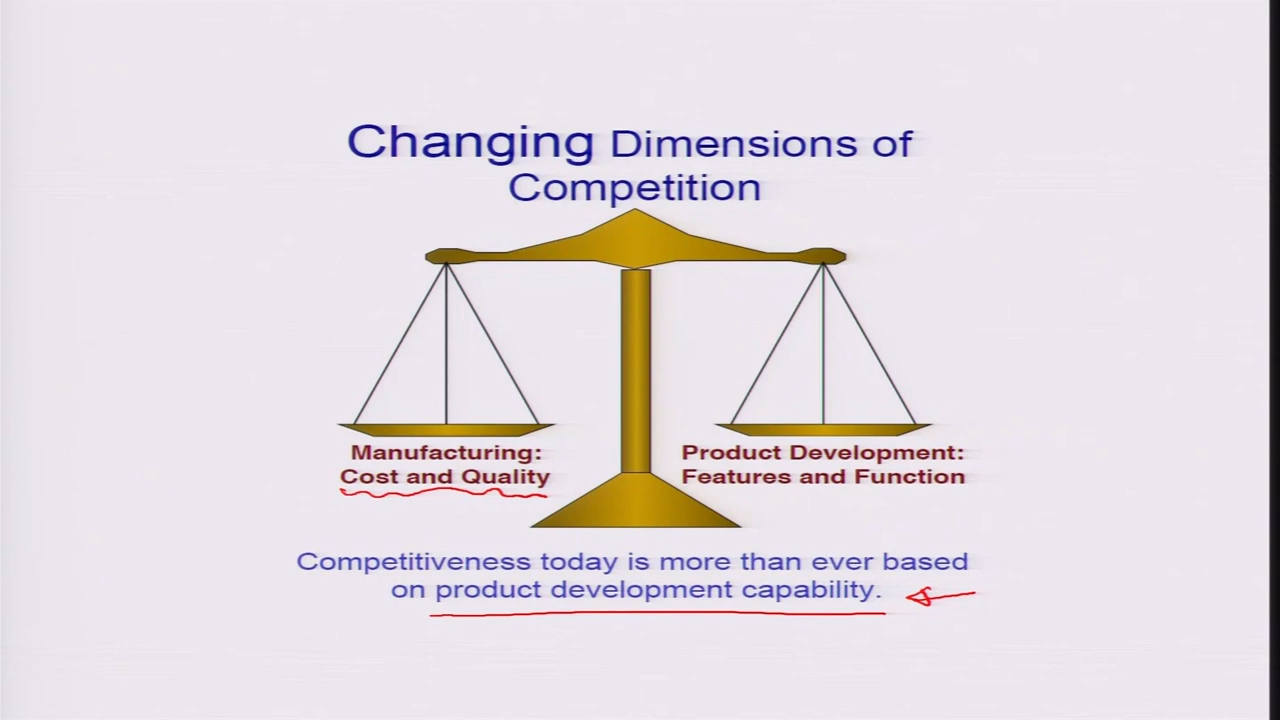 Changing Dimensions of
Competition
Manufacturing:
Cost and Quality
Product Development:
Features and Function
Competitiveness today is more than ever based
on product development capability.